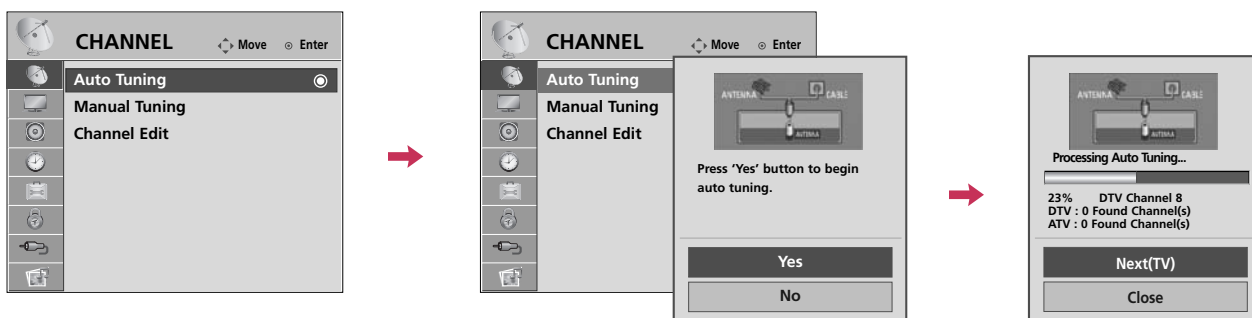 CHANNEL
Move Enter
Auto Tuning
Manual Tuning
Channel Edit
CHANNEL
Move Enter
Auto Tuning
Manual Tuning
Channel Edit
ANTENNA CABLE
ANTENNA
Press ‘Yes’ button to begin
auto tuning.
Yes
No
ANTENNA CABLE
ANTENNA
Processing Auto Tuning...
23% DTV Channel 8
DTV : 0 Found Channel(s)
ATV : 0 Found Channel(s)
Next(TV)
Close